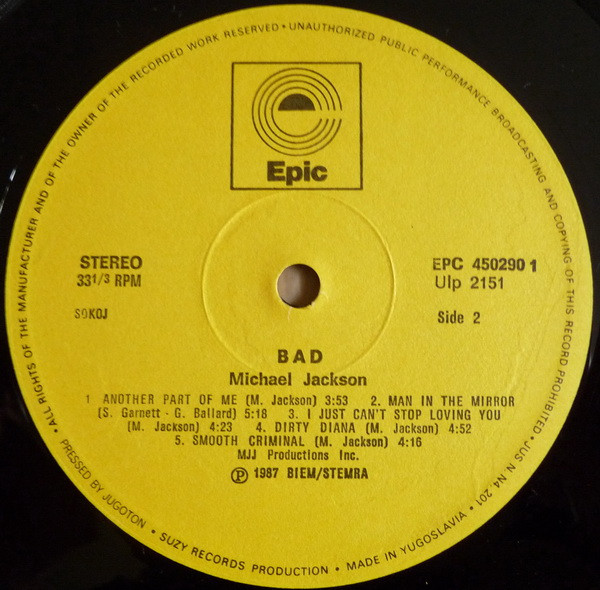 • ALL RIGHTS OF THE MANUFACTURER AND OF THE OWNER OF THE RECORDED WORK RESERVED • UNAUTHORIZED PUBLIC PERFORMANCE BROADCASTING AND COPYING OF THIS RECORD PROHIBITED • JUS N. N4. 201
Epic
STEREO
33 1/3 RPM
SOKOJ
EPC 450290 1
Ulp 2151
Side 2
BAD
Michael Jackson
1 ANOTHER PART OF ME (M. Jackson) 3:53 2. MAN IN THE MIRROR
(S. Garnett - G. Ballard) 5:18 3. I JUST CAN'T STOP LOVING YOU
(M. Jackson) 4:23 4. DIRTY DIANA (M. Jackson) 4:52
5. SMOOTH CRIMINAL (M. Jackson) 4:16
MJJ Productions Inc.
Ⓟ 1987 BIEM/STEMRA
PRESSED BY JUGOTON • SUZY RECORDS PRODUCTION • MADE IN YUGOSLAVIA •